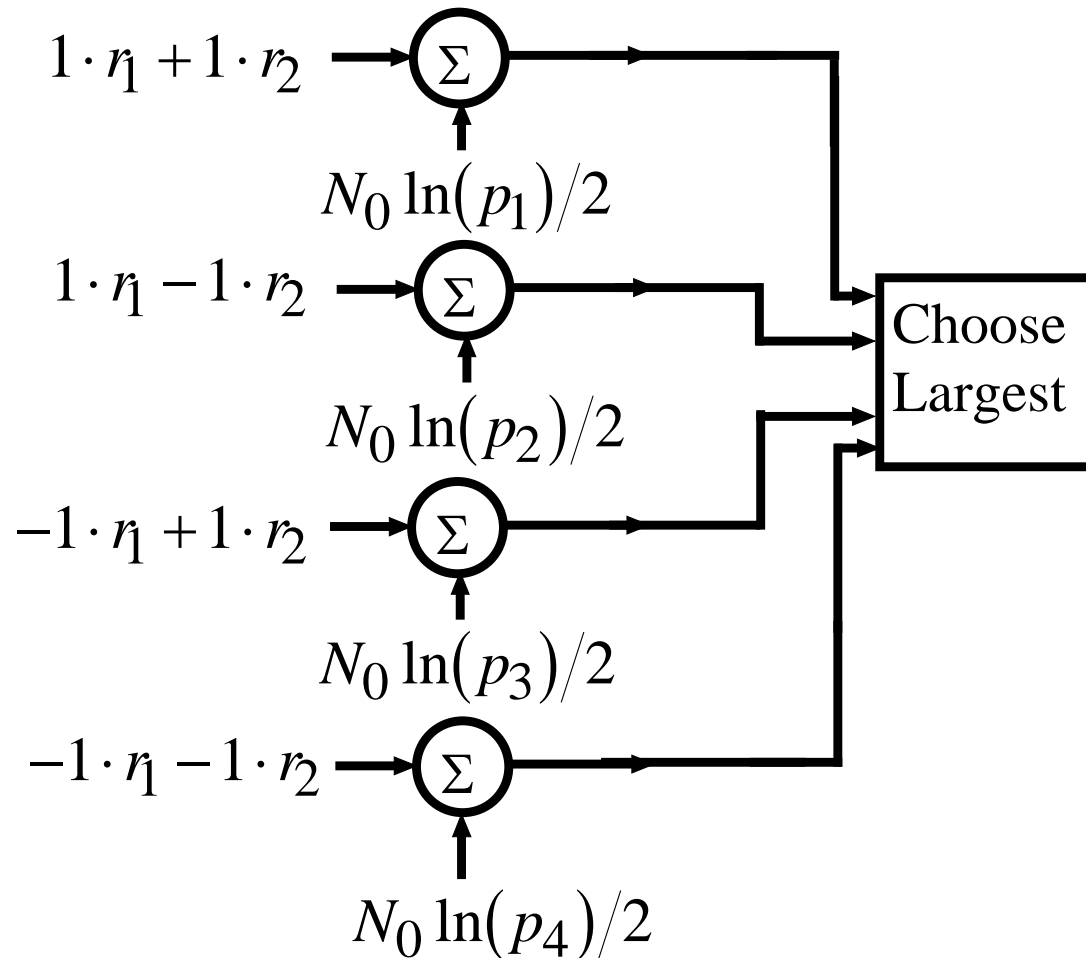 1 · r₁ + 1 · r₂
Σ
N₀ ln(p₁)/2
1 · r₁ − 1 · r₂
Σ
Choose
Largest
N₀ ln(p₂)/2
−1 · r₁ + 1 · r₂
Σ
N₀ ln(p₃)/2
−1 · r₁ − 1 · r₂
Σ
N₀ ln(p₄)/2